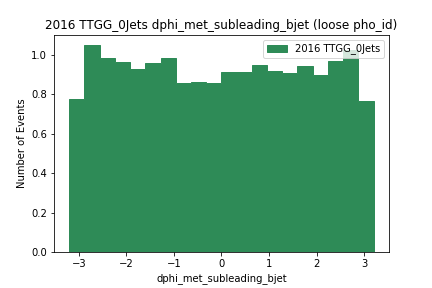 2016 TTGG_0Jets dphi_met_subleading_bjet (loose pho_id)
2016 TTGG_0Jets
Number of Events
1.0
0.8
0.6
0.4
0.2
0.0
−3 −2 −1 0 1 2 3
dphi_met_subleading_bjet